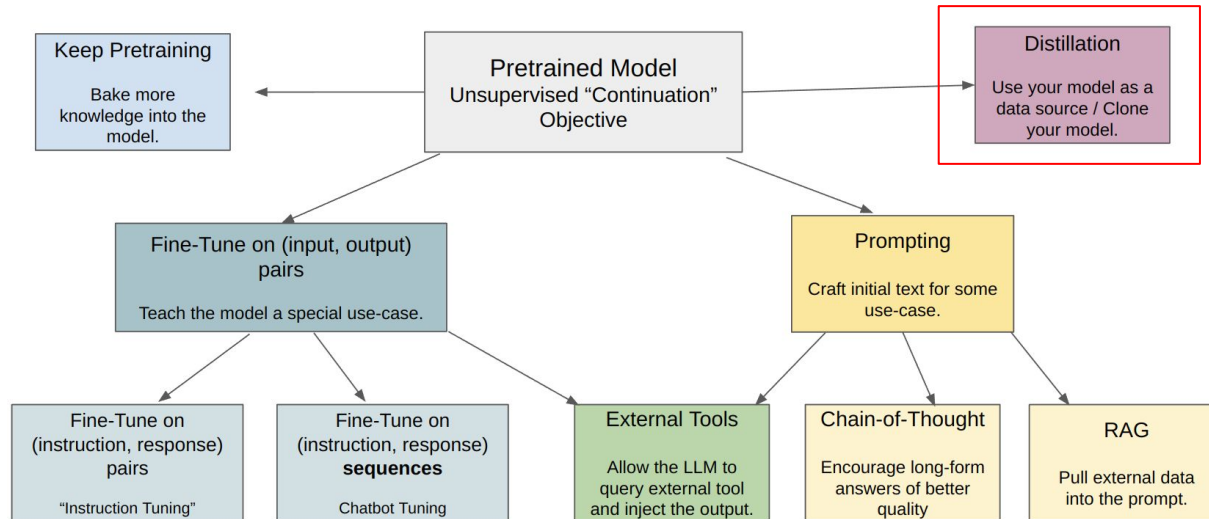 Keep Pretraining
Bake more
knowledge into the
model.
Pretrained Model
Unsupervised “Continuation”
Objective
Distillation
Use your model as a
data source / Clone
your model.
Fine-Tune on (input, output)
pairs
Teach the model a special use-case.
Prompting
Craft initial text for some
use-case.
Fine-Tune on
(instruction, response)
pairs
“Instruction Tuning”
Fine-Tune on
(instruction, response)
sequences
Chatbot Tuning
External Tools
Allow the LLM to
query external tool
and inject the output.
Chain-of-Thought
Encourage long-form
answers of better
quality
RAG
Pull external data
into the prompt.